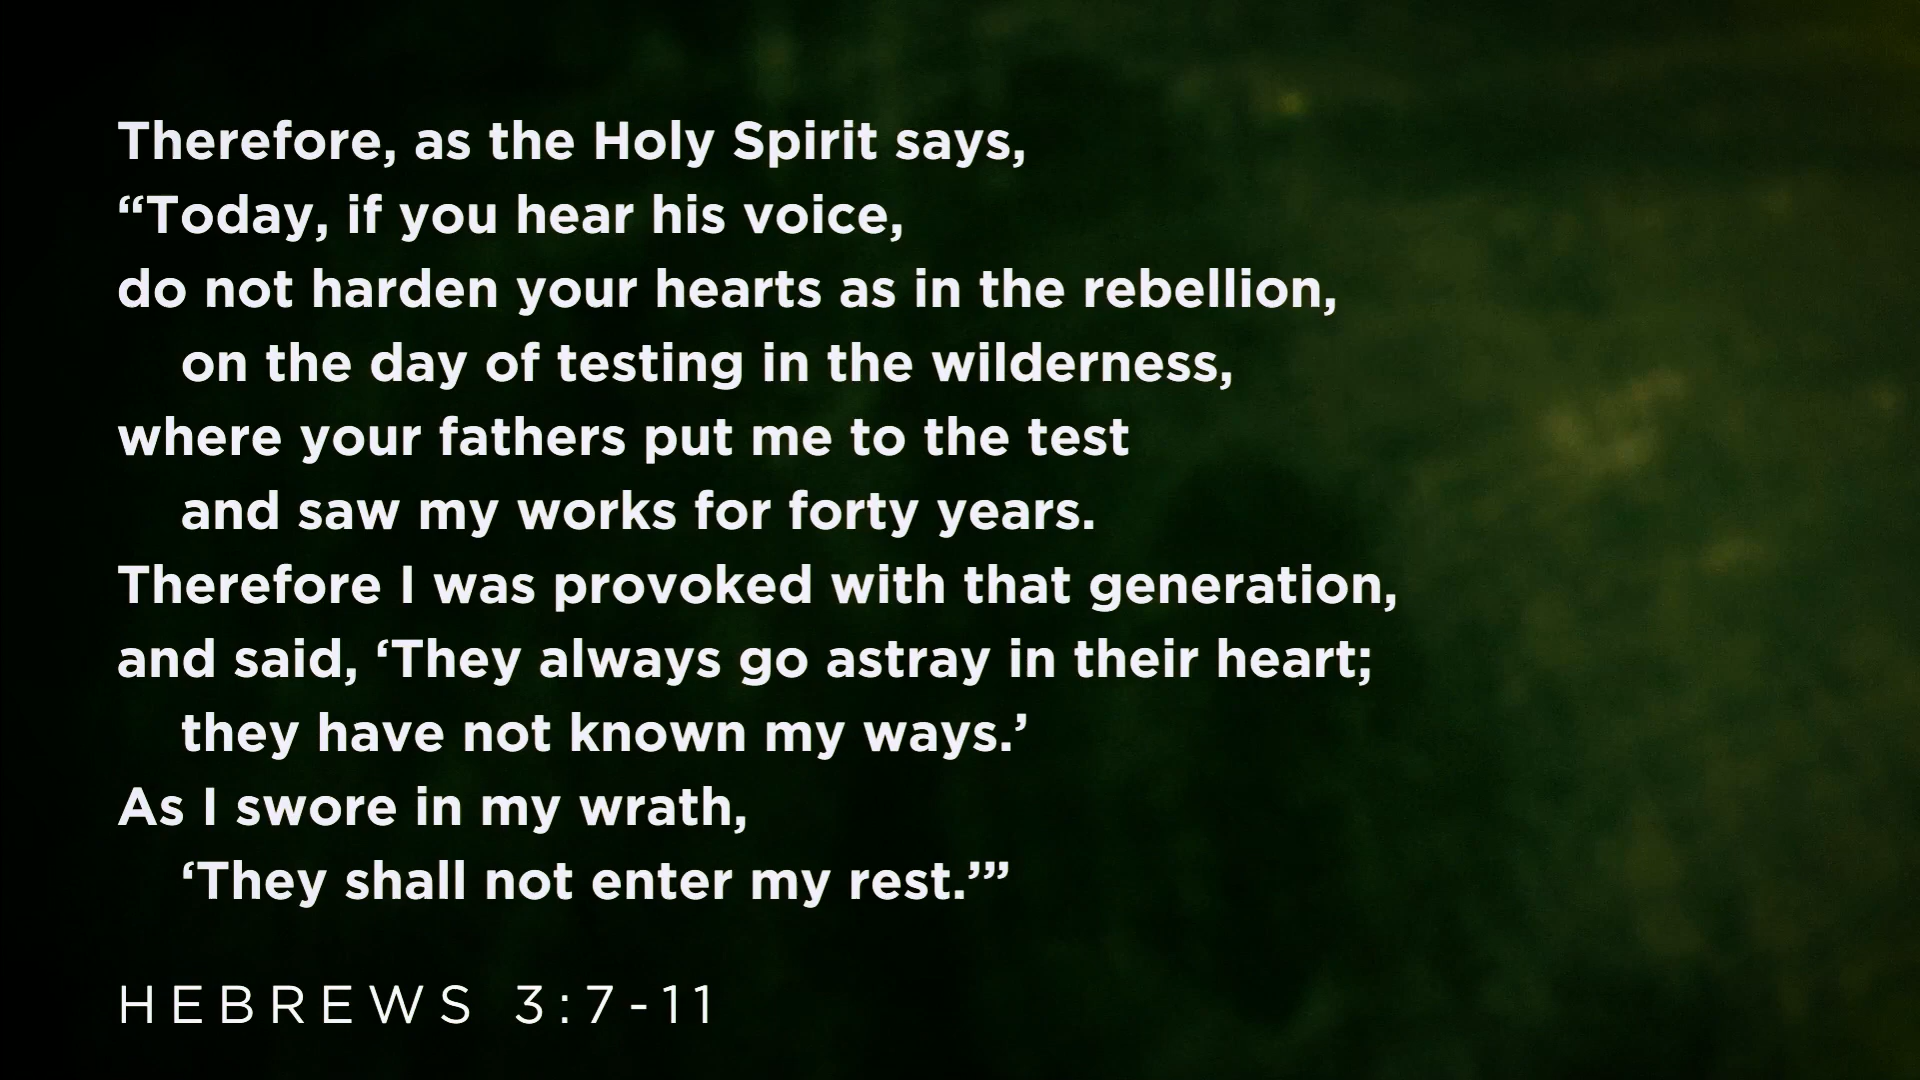 Therefore, as the Holy Spirit says,
“Today, if you hear his voice,
do not harden your hearts as in the rebellion,
on the day of testing in the wilderness,
where your fathers put me to the test
and saw my works for forty years.
Therefore I was provoked with that generation,
and said, ‘They always go astray in their heart;
they have not known my ways.’
As I swore in my wrath,
‘They shall not enter my rest.’”
HEBREWS 3:7-11